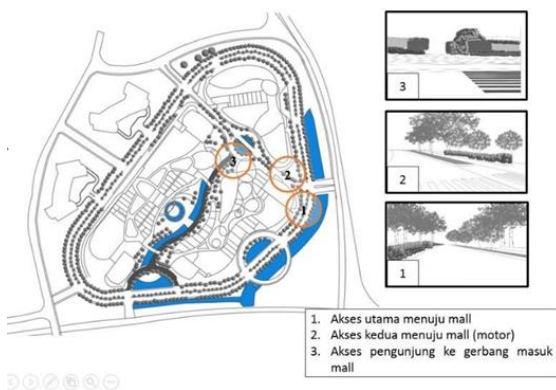 3
3
2
2
1
1
1. Akses utama menuju mall
2. Akses kedua menuju mall (motor)
3. Akses pengunjung ke gerbang masuk
mall